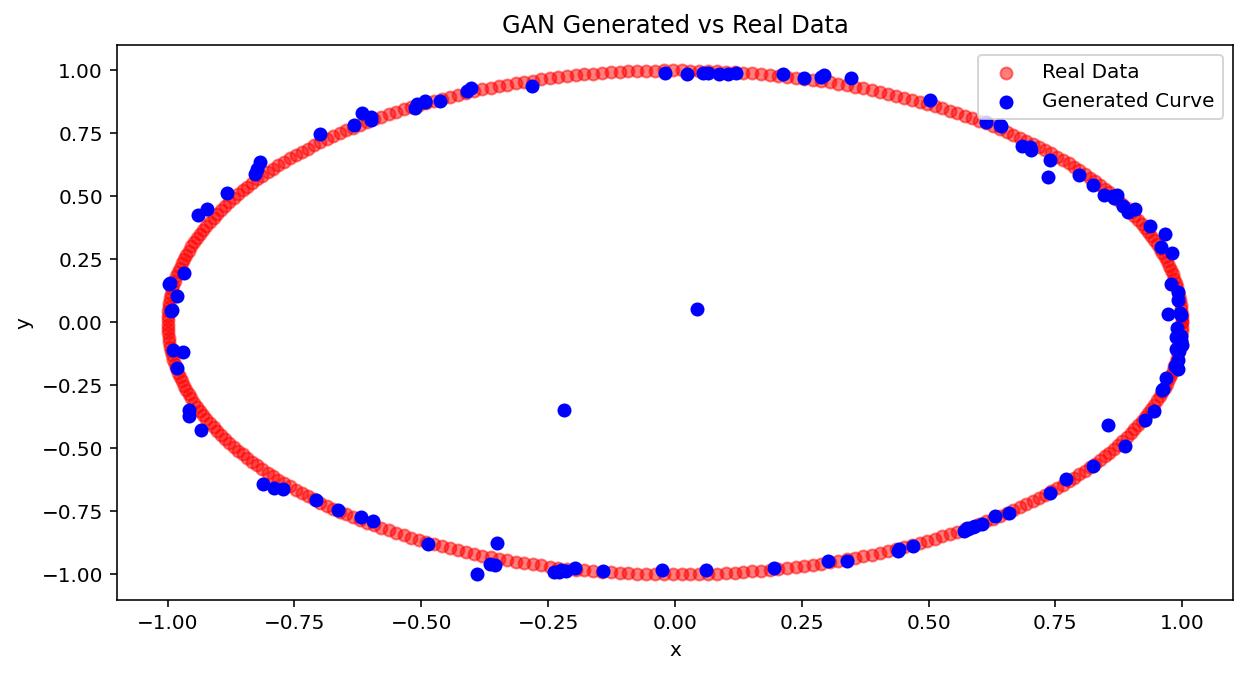 GAN Generated vs Real Data
Real Data
Generated Curve
1.00
0.75
0.50
0.25
0.00
−0.25
−0.50
−0.75
−1.00
y
−1.00 −0.75 −0.50 −0.25 0.00 0.25 0.50 0.75 1.00
x